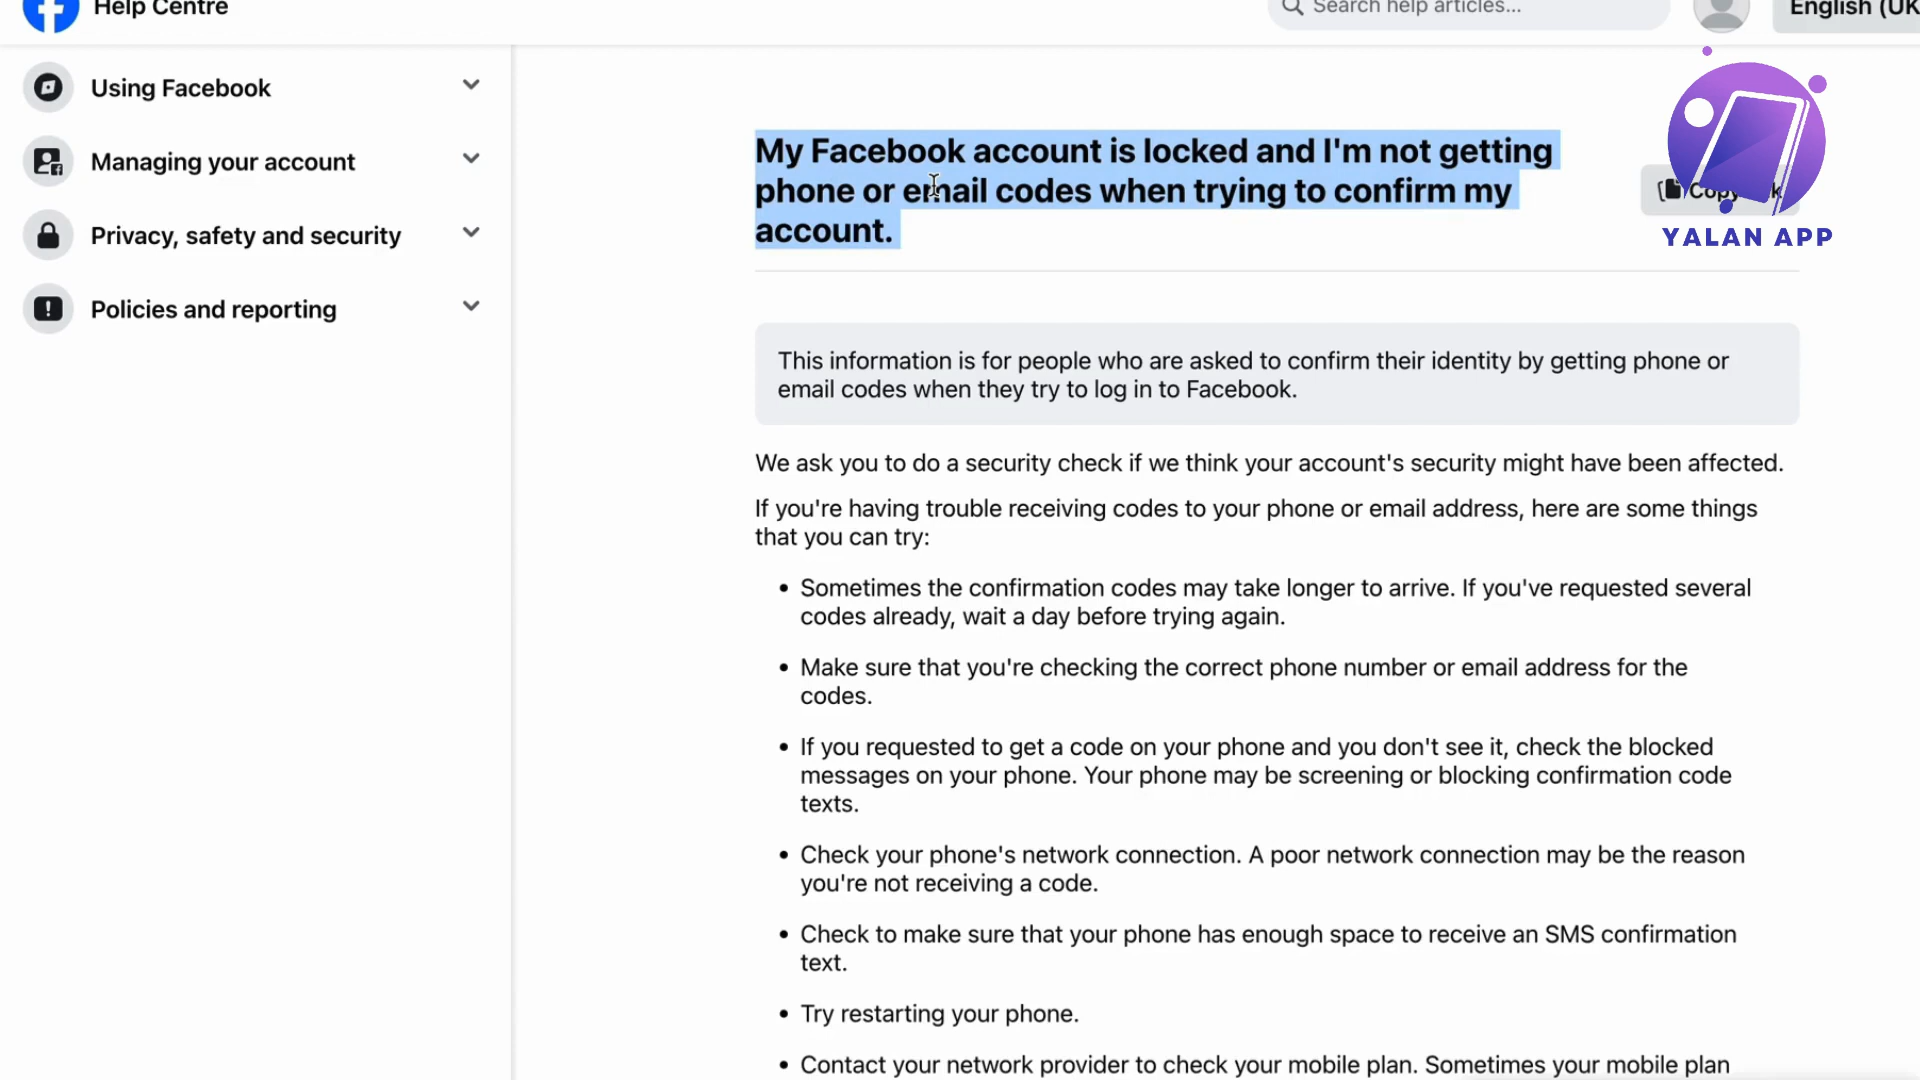 Help Centre
Search help articles...
English (UK
Using Facebook
Managing your account
Privacy, safety and security
Policies and reporting
My Facebook account is locked and I'm not getting
phone or email codes when trying to confirm my
account.
YALAN APP
This information is for people who are asked to confirm their identity by getting phone or
email codes when they try to log in to Facebook.
We ask you to do a security check if we think your account's security might have been affected.
If you're having trouble receiving codes to your phone or email address, here are some things
that you can try:
• Sometimes the confirmation codes may take longer to arrive. If you've requested several
codes already, wait a day before trying again.
• Make sure that you're checking the correct phone number or email address for the
codes.
• If you requested to get a code on your phone and you don't see it, check the blocked
messages on your phone. Your phone may be screening or blocking confirmation code
texts.
• Check your phone's network connection. A poor network connection may be the reason
you're not receiving a code.
• Check to make sure that your phone has enough space to receive an SMS confirmation
text.
• Try restarting your phone.
• Contact your network provider to check your mobile plan. Sometimes your mobile plan